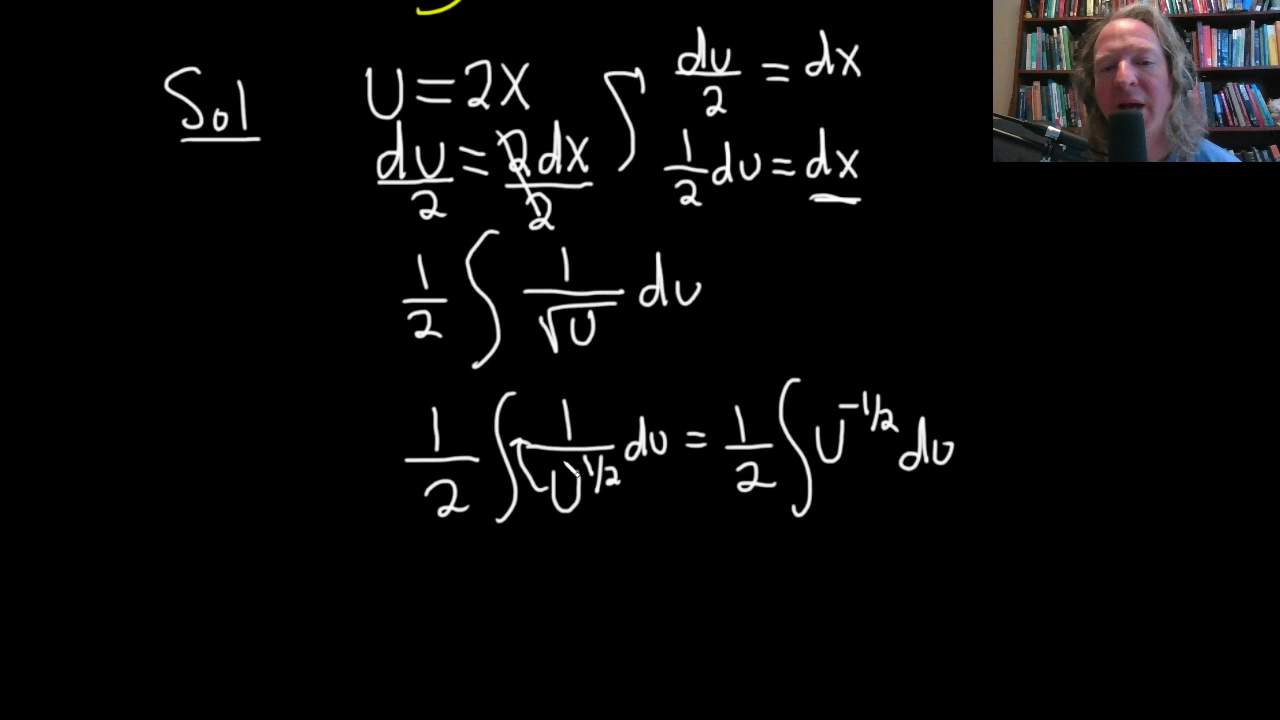 Sol
U = 2x
du/2 = 2dx/2
du/2 = dx
1/2 du = dx
1/2 ∫ 1/√U du
1/2 ∫ 1/U^1/2 du = 1/2 ∫ U^-1/2 du